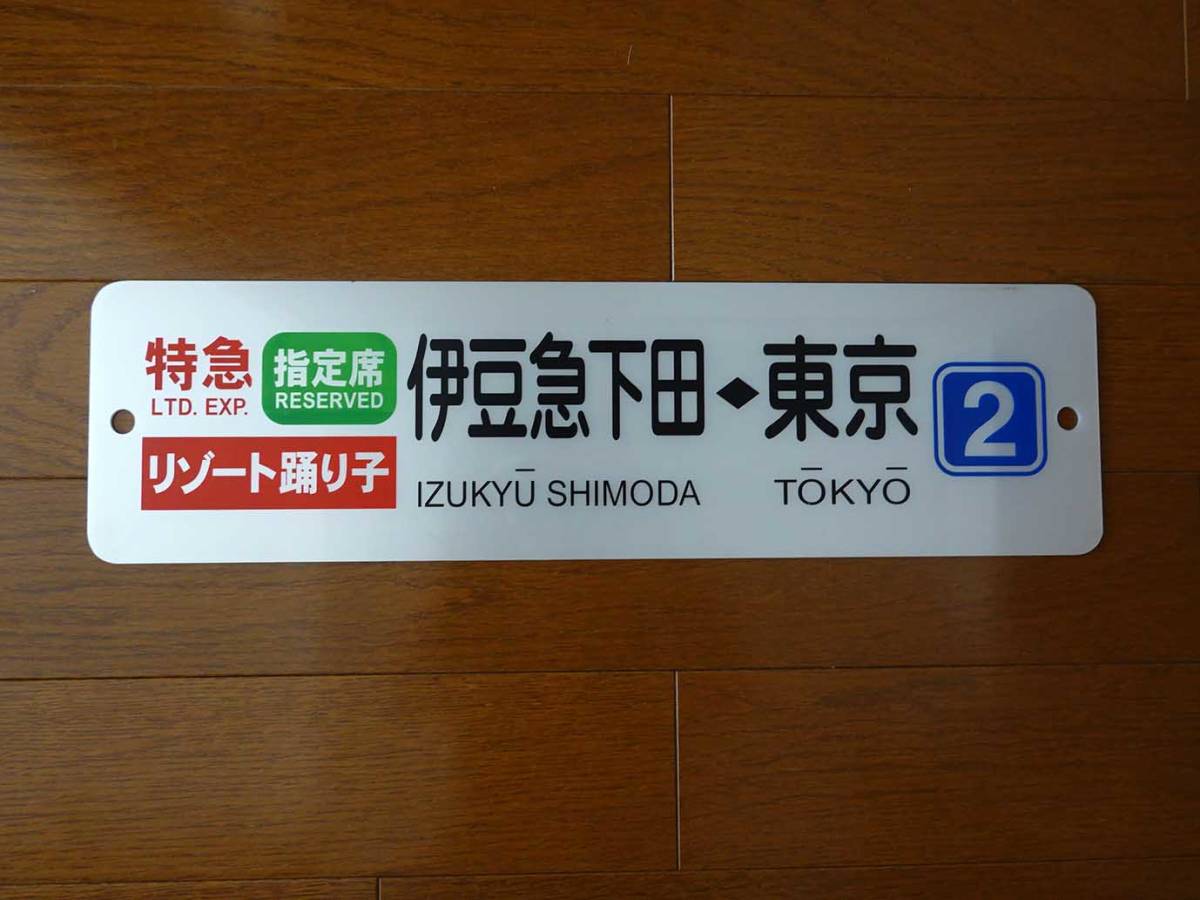 特急
LTD. EXP.
指定席
RESERVED
リゾート踊り子
伊豆急下田◆東京
IZUKYŪ SHIMODA TŌKYŌ
2